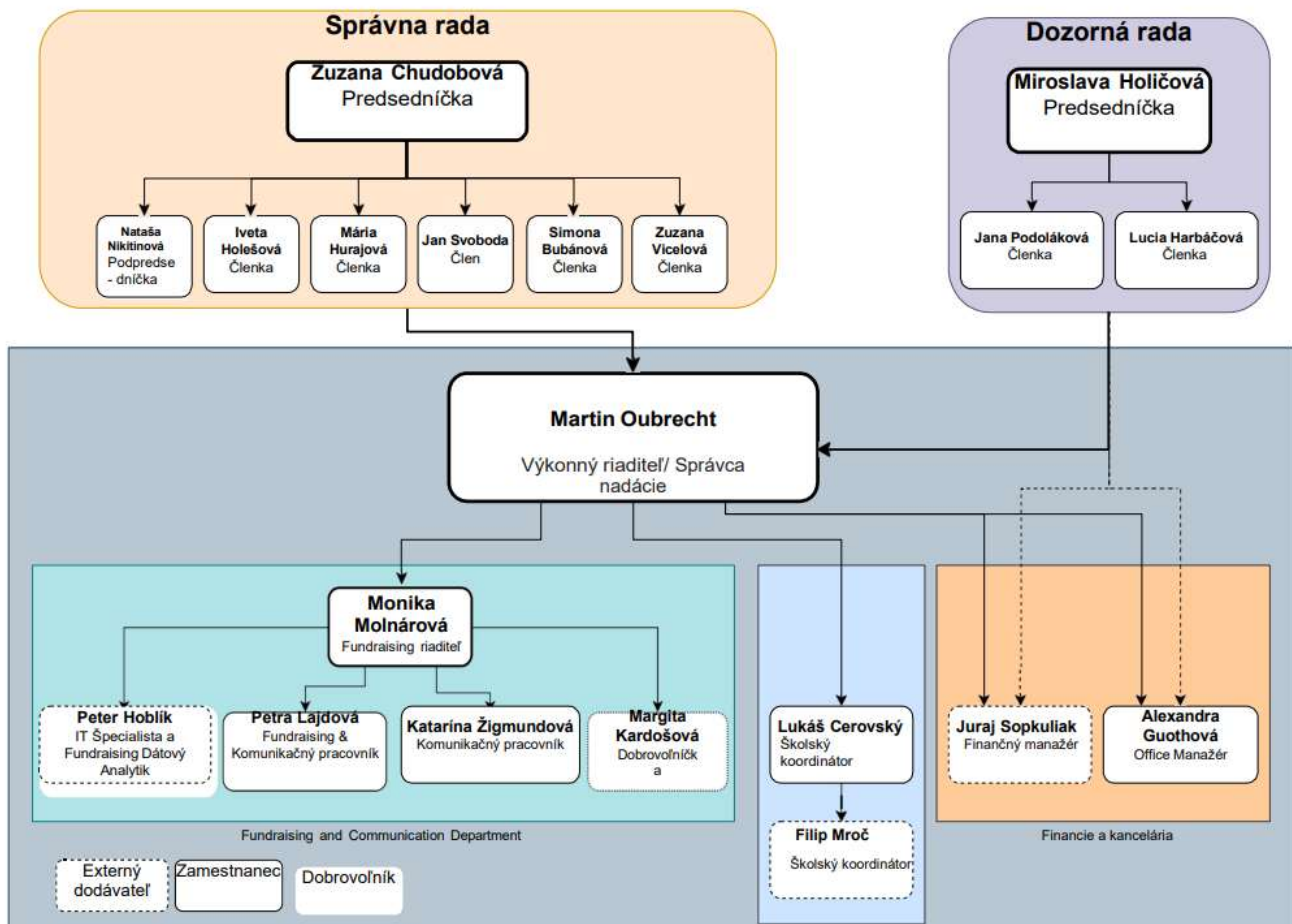 Správna rada
Zuzana Chudobová
Predsedníčka
Nataša
Nikitinová
Podpredse
- dníčka
Iveta
Holešová
Členka
Mária
Hurajová
Členka
Jan Svoboda
Člen
Simona
Bubánová
Členka
Zuzana
Vicelová
Členka
Dozorná rada
Miroslava Holičová
Predsedníčka
Jana Podoláková
Členka
Lucia Harbáčová
Členka
Martin Oubrecht
Výkonný riaditeľ/ Správca
nadácie
Monika
Molnárová
Fundraising riaditeľ
Peter Hoblík
IT Špecialista a
Fundraising Dátový
Analytik
Petra Lajdová
Fundraising &
Komunikačný pracovník
Katarína Žigmundová
Komunikačný pracovník
Margita
Kardošová
Dobrovoľníčk
a
Lukáš Cerovský
Školský
koordinátor
Filip Mroč
Školský koordinátor
Juraj Sopkuliak
Finančný manažér
Alexandra
Guothová
Office Manažér
Fundraising and Communication Department
Financie a kancelária
Externý
dodávateľ
Zamestnanec
Dobrovoľník